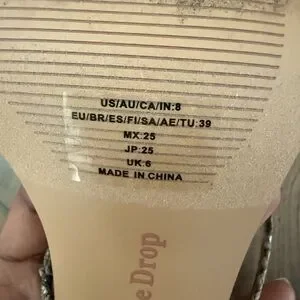 US/AU/CA/IN:8
EU/BR/ES/FI/SA/AE/TU:39
MX:25
JP:25
UK:6
MADE IN CHINA
e Drop